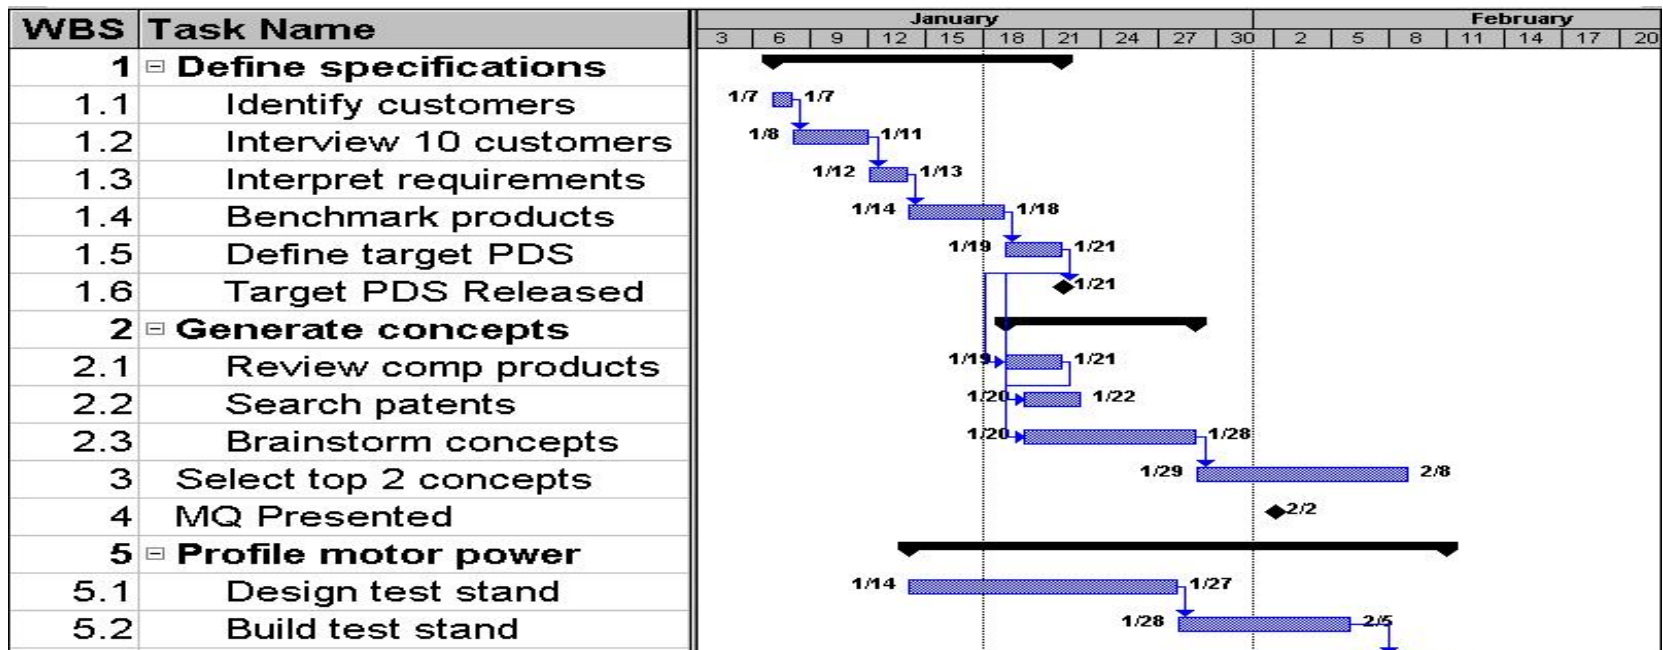 WBS Task Name January February
3 6 9 12 15 18 21 24 27 30 2 5 8 11 14 17 20
1 Define specifications
1.1 Identify customers 1/7 1/7
1.2 Interview 10 customers 1/8 1/11
1.3 Interpret requirements 1/12 1/13
1.4 Benchmark products 1/14 1/18
1.5 Define target PDS 1/19 1/21
1.6 Target PDS Released 1/21
2 Generate concepts
2.1 Review comp products 1/19 1/21
2.2 Search patents 1/20 1/22
2.3 Brainstorm concepts 1/20 1/28
3 Select top 2 concepts 1/29 2/8
4 MQ Presented 2/2
5 Profile motor power
5.1 Design test stand 1/14 1/27
5.2 Build test stand 1/28 2/5